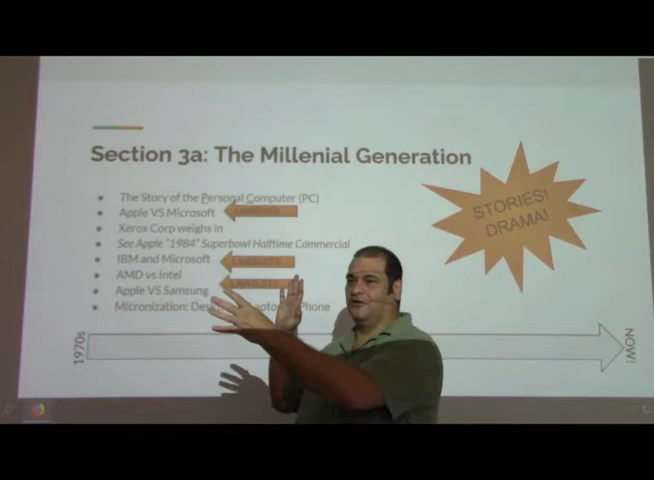 Section 3a: The Millenial Generation
The Story of the Personal Computer (PC)
Apple VS Microsoft
Xerox Corp weighs in
See Apple "1984" Superbowl Halftime Commercial
IBM and Microsoft
AMD vs Intel
Apple VS Samsung
Micronization: Phone
STORIES!
DRAMA!
1970s
NOW!